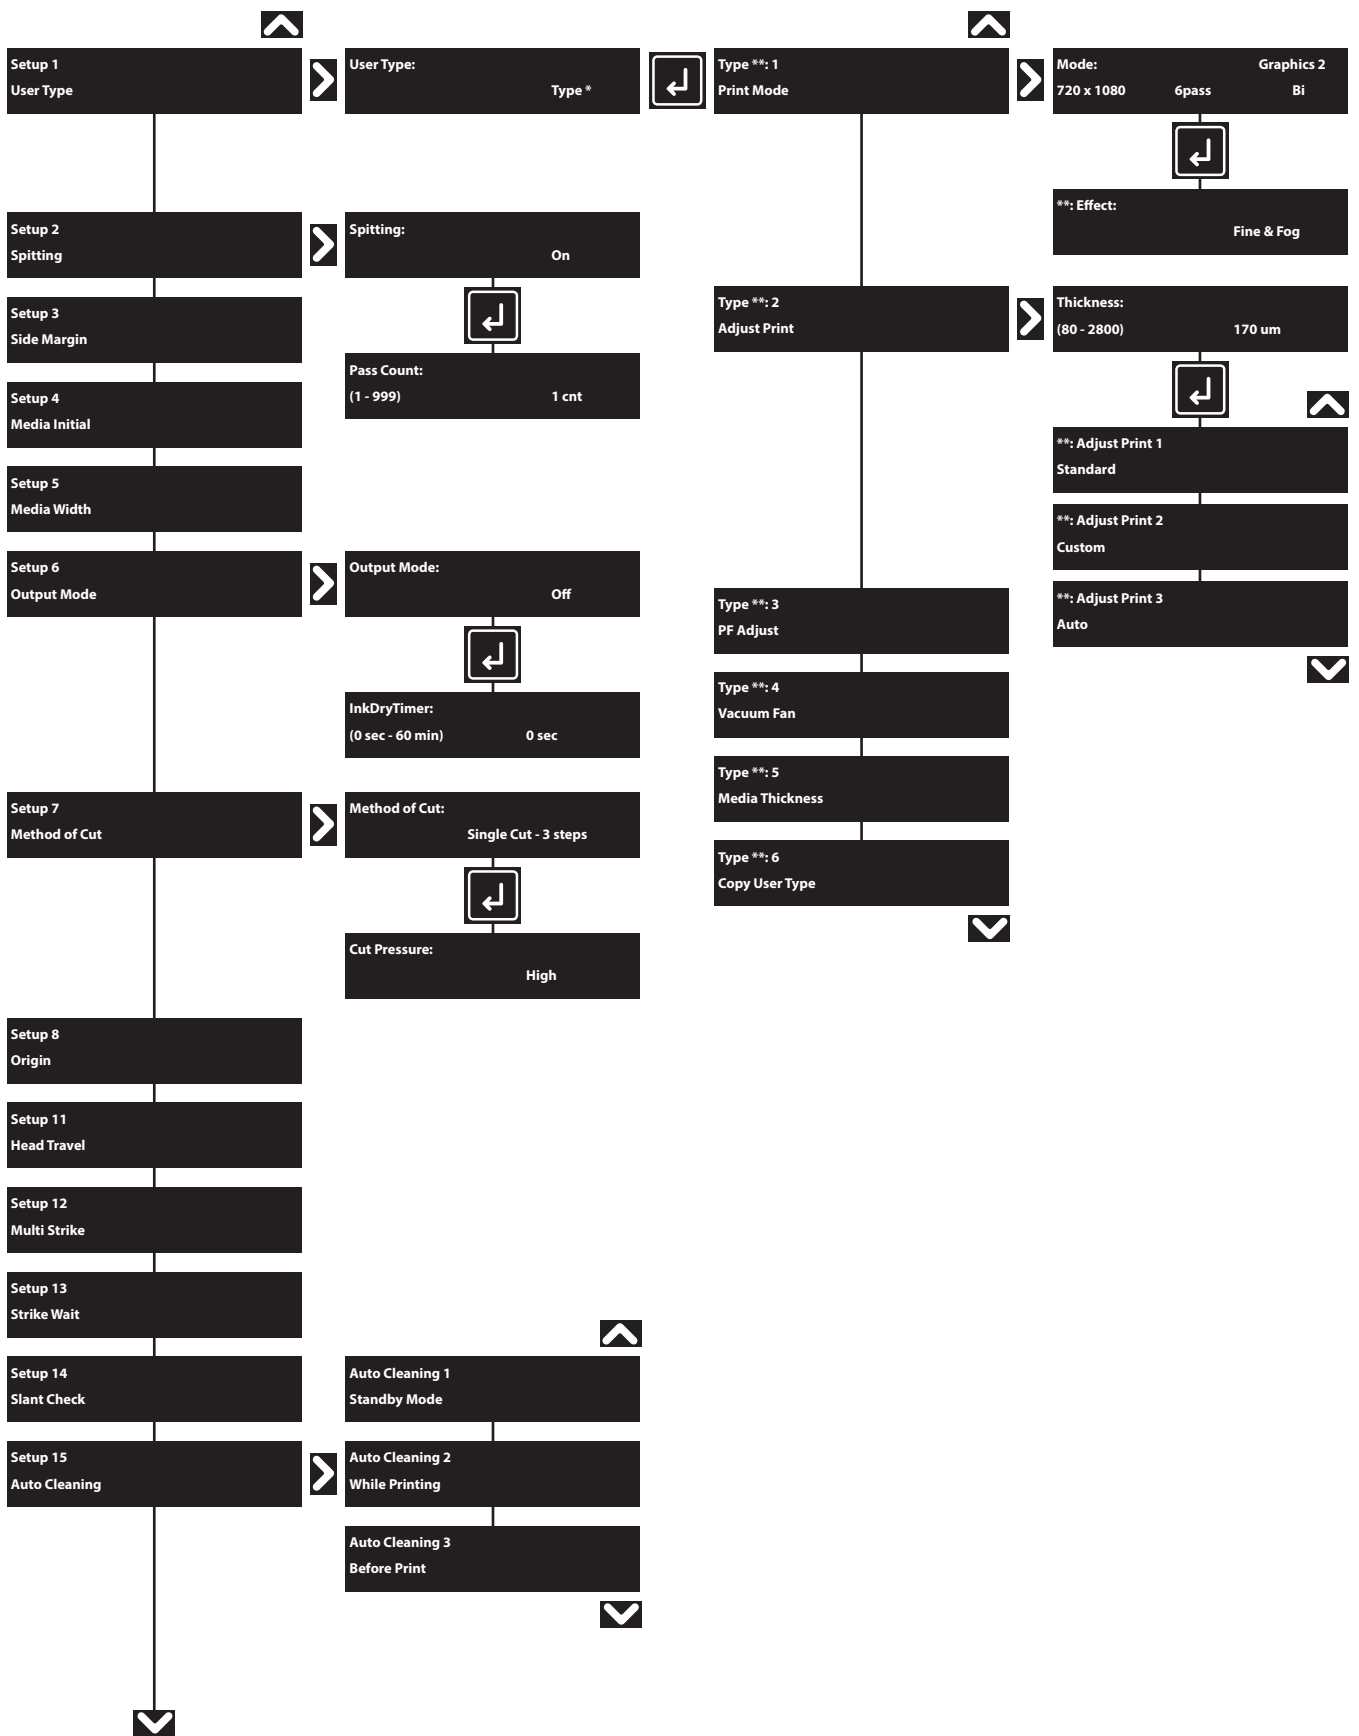 Setup 1
User Type
User Type:
Type *
Type **: 1
Print Mode
Mode: Graphics 2
720 x 1080 6pass Bi
**: Effect:
Fine & Fog
Setup 2
Spitting
Spitting:
On
Pass Count:
(1 - 999) 1 cnt
Setup 3
Side Margin
Setup 4
Media Initial
Setup 5
Media Width
Type **: 2
Adjust Print
Thickness:
(80 - 2800) 170 um
**: Adjust Print 1
Standard
**: Adjust Print 2
Custom
**: Adjust Print 3
Auto
Setup 6
Output Mode
Output Mode:
Off
InkDryTimer:
(0 sec - 60 min) 0 sec
Type **: 3
PF Adjust
Type **: 4
Vacuum Fan
Type **: 5
Media Thickness
Type **: 6
Copy User Type
Setup 7
Method of Cut
Method of Cut:
Single Cut - 3 steps
Cut Pressure:
High
Setup 8
Origin
Setup 11
Head Travel
Setup 12
Multi Strike
Setup 13
Strike Wait
Setup 14
Slant Check
Setup 15
Auto Cleaning
Auto Cleaning 1
Standby Mode
Auto Cleaning 2
While Printing
Auto Cleaning 3
Before Print